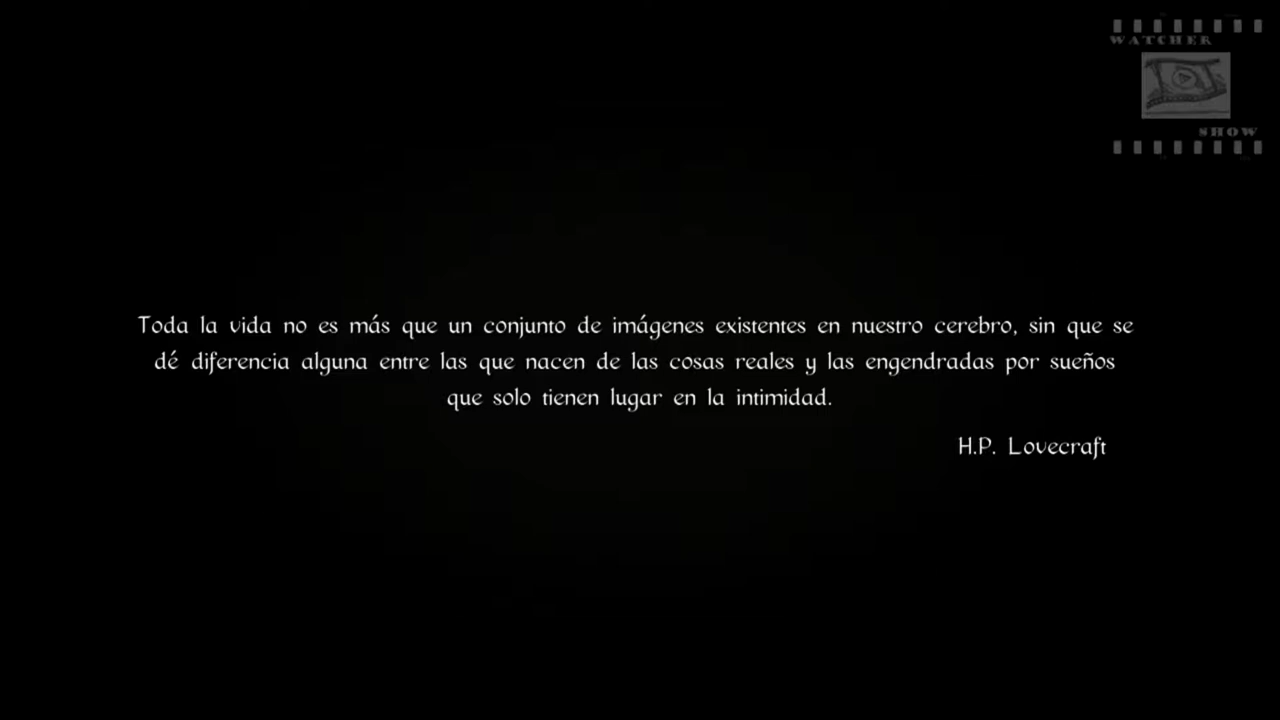 WATCHER
SHOW
Toda la vida no es más que un conjunto de imágenes existentes en nuestro cerebro, sin que se
dé diferencia alguna entre las que nacen de las cosas reales y las engendradas por sueños
que solo tienen lugar en la intimidad.
H.P. Lovecraft